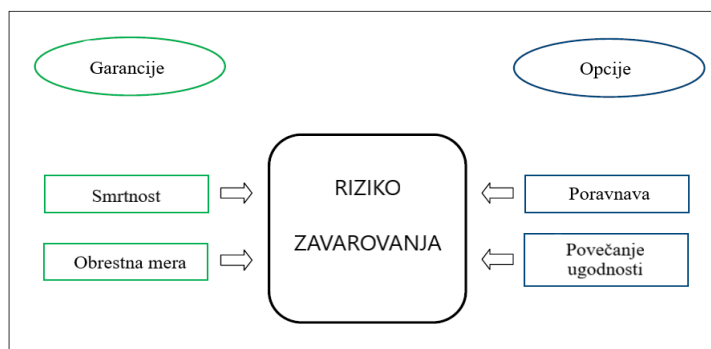 Garancije
Opcije
RIZIKO
ZAVAROVANJA
Smrtnost
Obrestna mera
Poravnava
Povečanje
ugodnosti